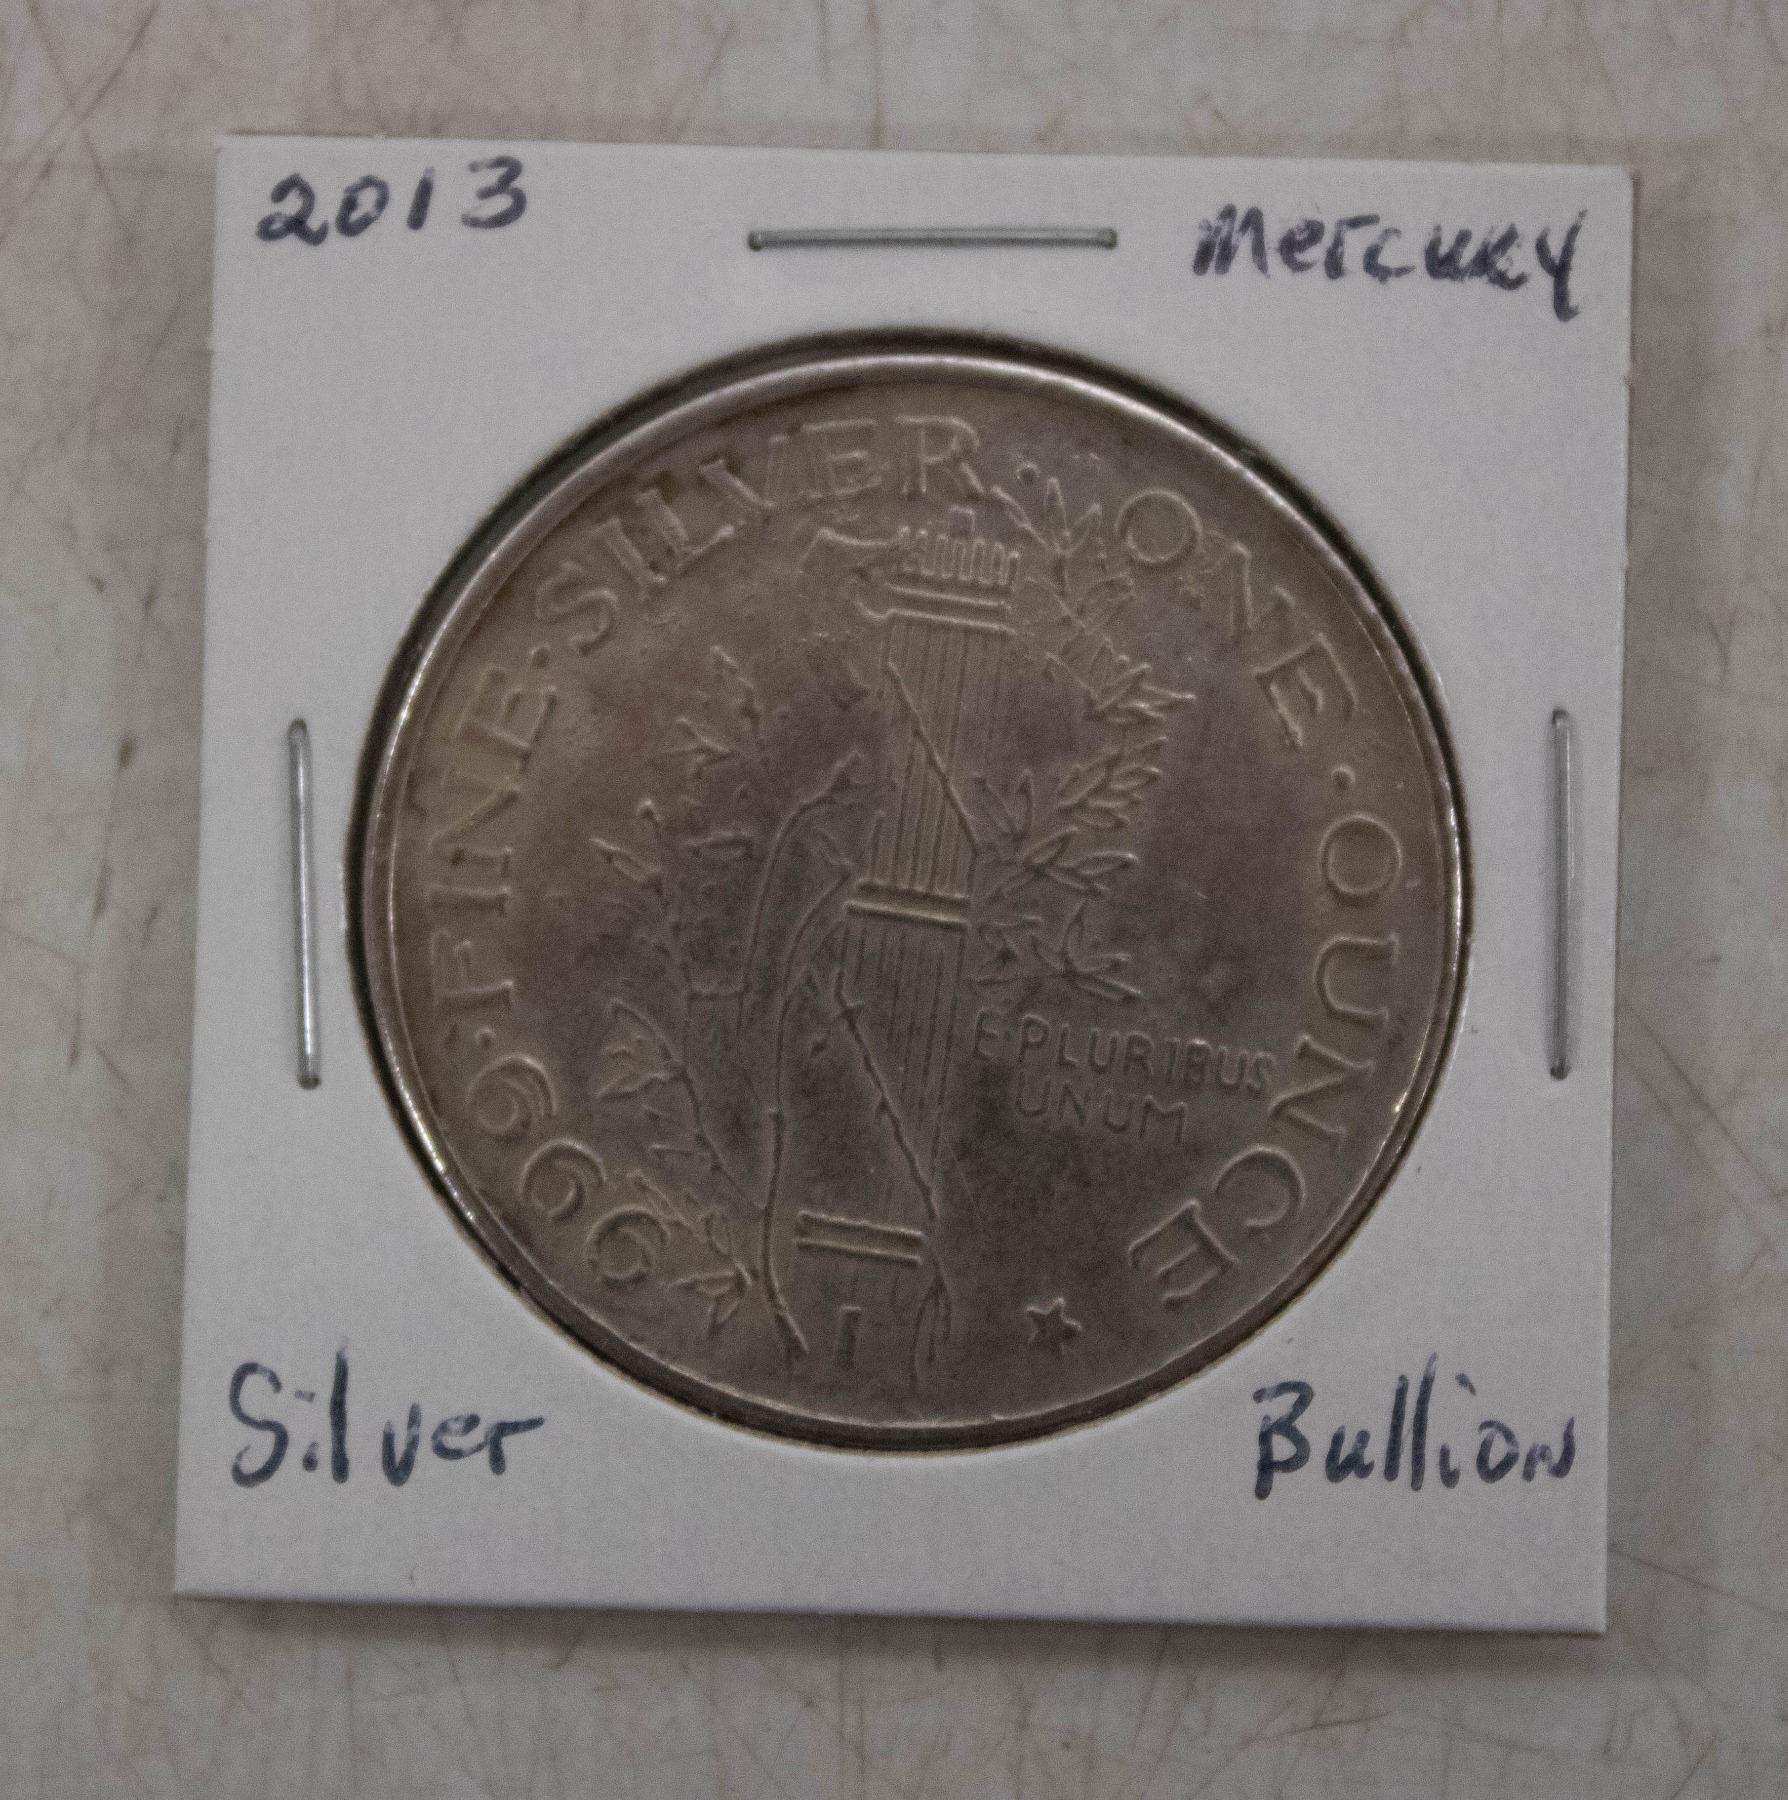 2013
Mercury
.999.FINE.SILVER.ONE.OUNCE
E·PLURIBUS
UNUM
Silver
Bullion